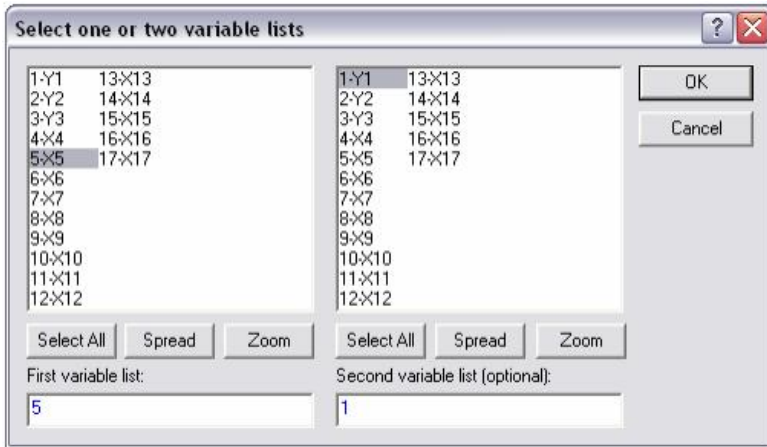 Select one or two variable lists
?
X
1-Y1 13-X13
2-Y2 14-X14
3-Y3 15-X15
4-X4 16-X16
5-X5 17-X17
6-X6
7-X7
8-X8
9-X9
10-X10
11-X11
12-X12
1-Y1 13-X13
2-Y2 14-X14
3-Y3 15-X15
4-X4 16-X16
5-X5 17-X17
6-X6
7-X7
8-X8
9-X9
10-X10
11-X11
12-X12
OK
Cancel
Select All Spread Zoom
Select All Spread Zoom
First variable list:
5
Second variable list (optional):
1